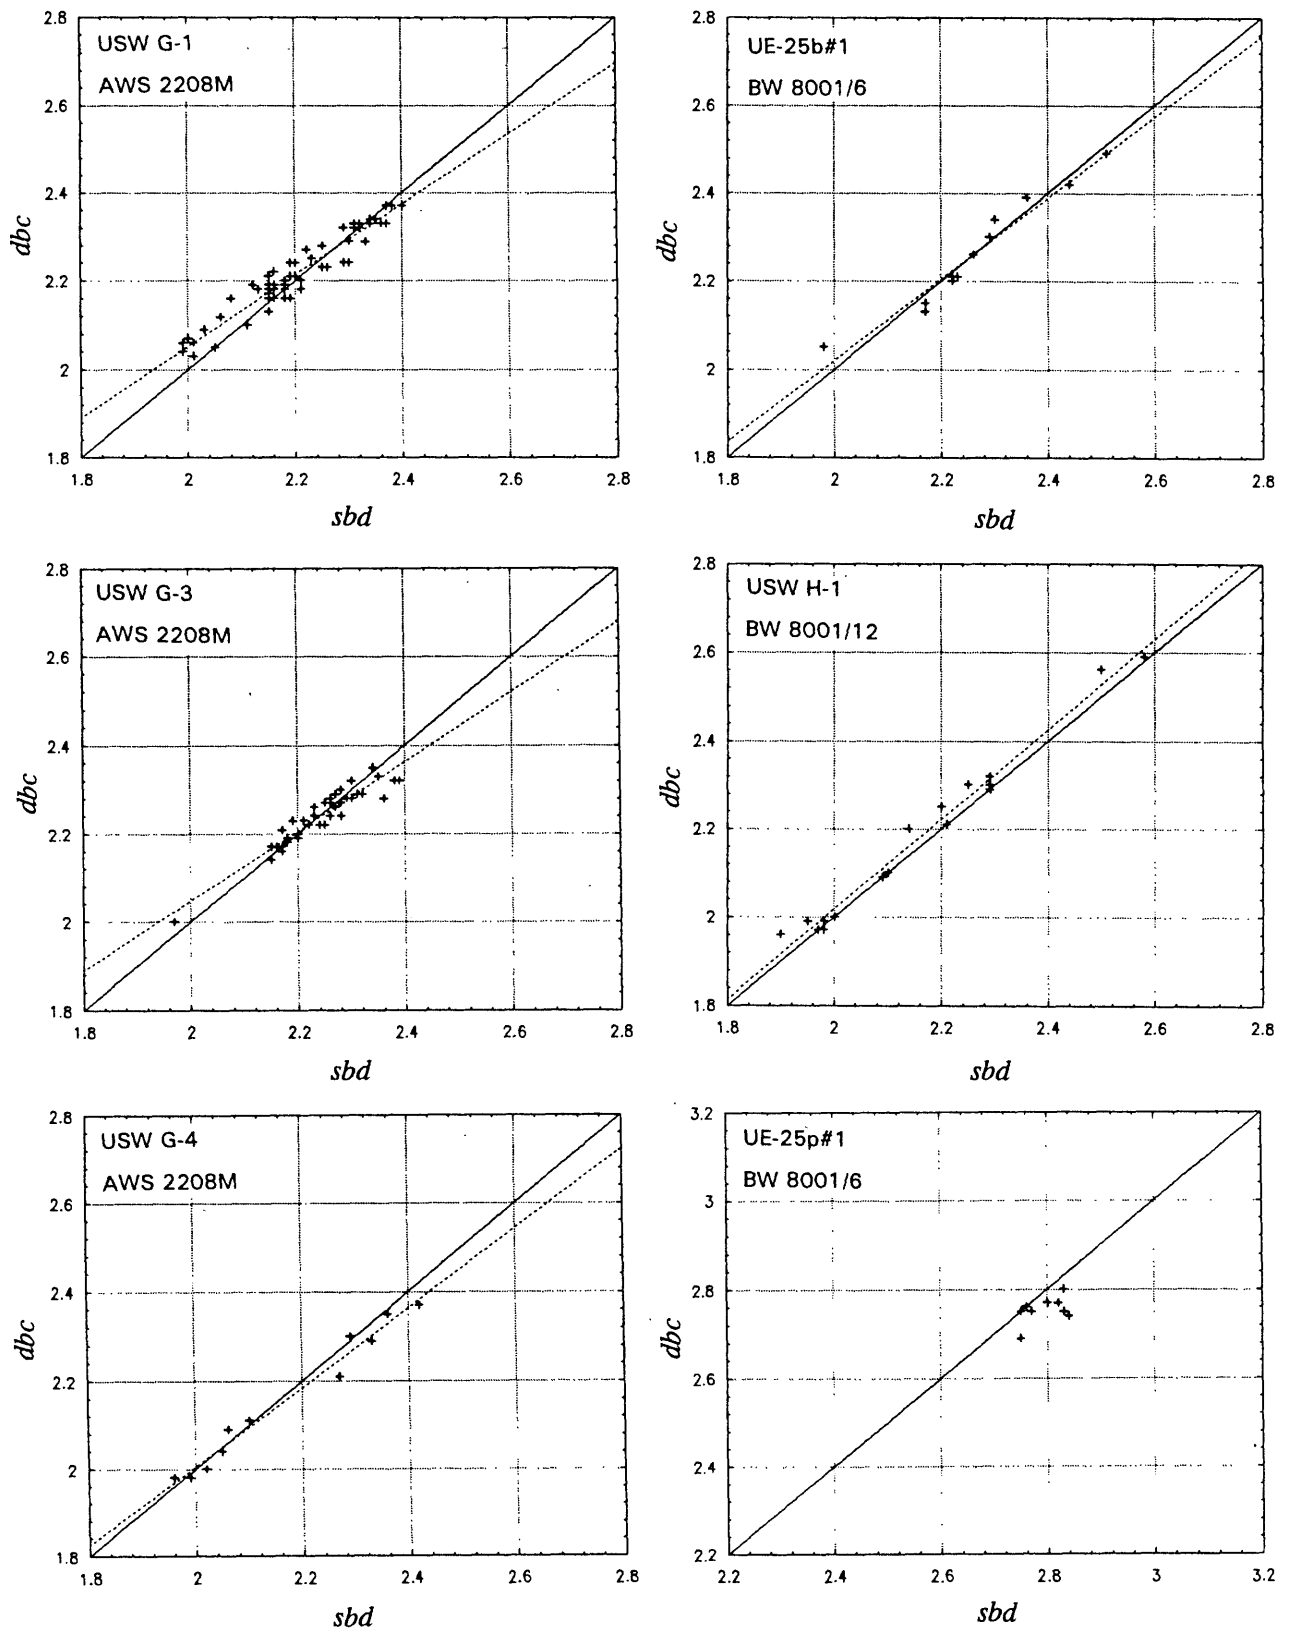 USW G-1
AWS 2208M
2.8
2.6
2.4
2.2
2
1.8
dbc
1.8 2 2.2 2.4 2.6 2.8
sbd
UE-25b#1
BW 8001/6
2.8
2.6
2.4
2.2
2
1.8
dbc
1.8 2 2.2 2.4 2.6 2.8
sbd
USW G-3
AWS 2208M
2.8
2.6
2.4
2.2
2
1.8
dbc
1.8 2 2.2 2.4 2.6 2.8
sbd
USW H-1
BW 8001/12
2.8
2.6
2.4
2.2
2
1.8
dbc
1.8 2 2.2 2.4 2.6 2.8
sbd
USW G-4
AWS 2208M
2.8
2.6
2.4
2.2
2
1.8
dbc
1.8 2 2.2 2.4 2.6 2.8
sbd
UE-25p#1
BW 8001/6
3.2
3
2.8
2.6
2.4
2.2
dbc
2.2 2.4 2.6 2.8 3 3.2
sbd